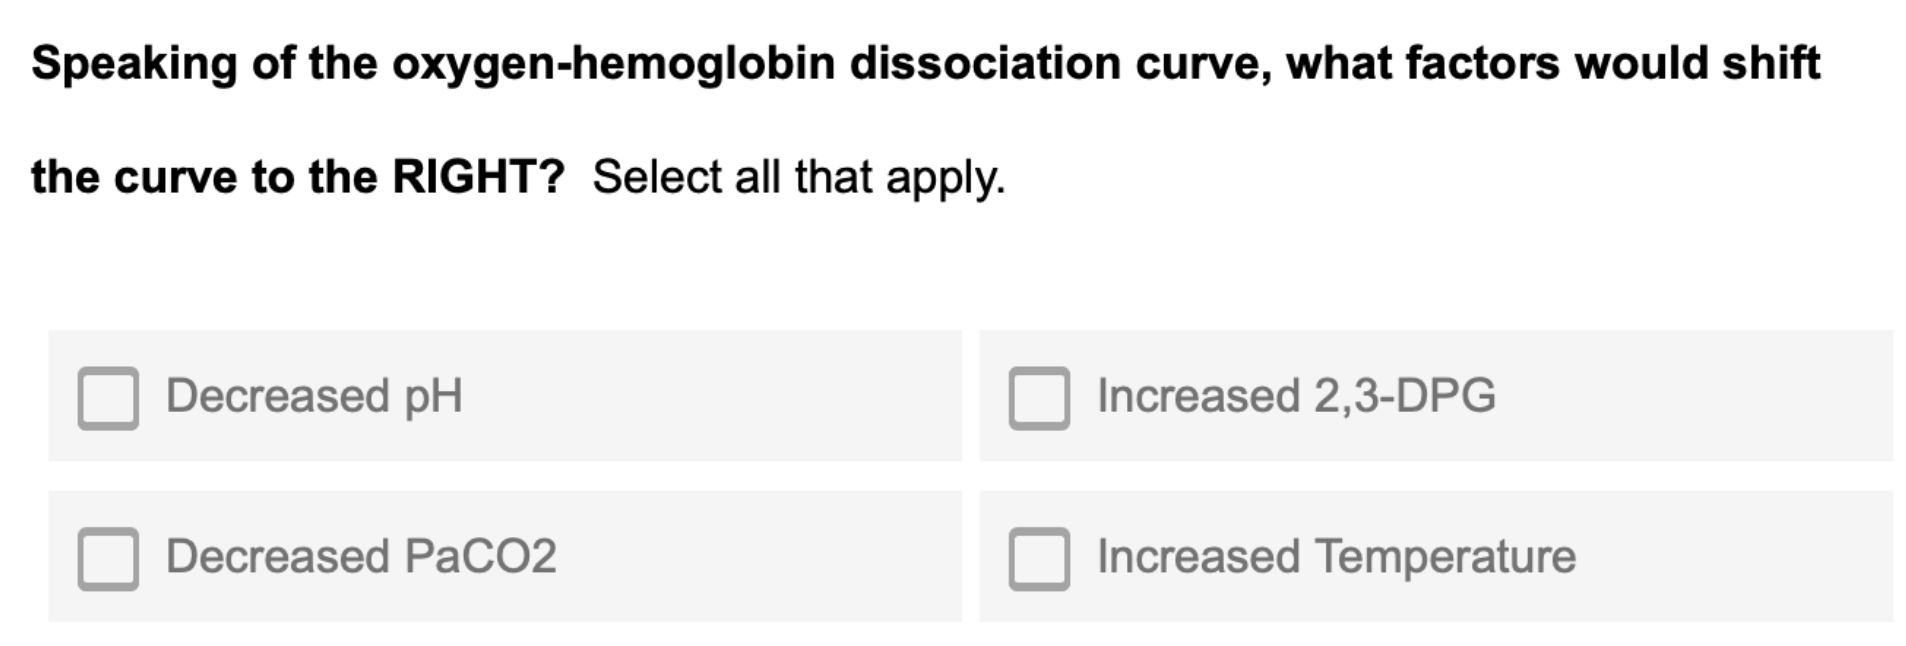 Speaking of the oxygen-hemoglobin dissociation curve, what factors would shift
the curve to the RIGHT? Select all that apply.
Decreased pH
Increased 2,3-DPG
Decreased PaCO2
Increased Temperature